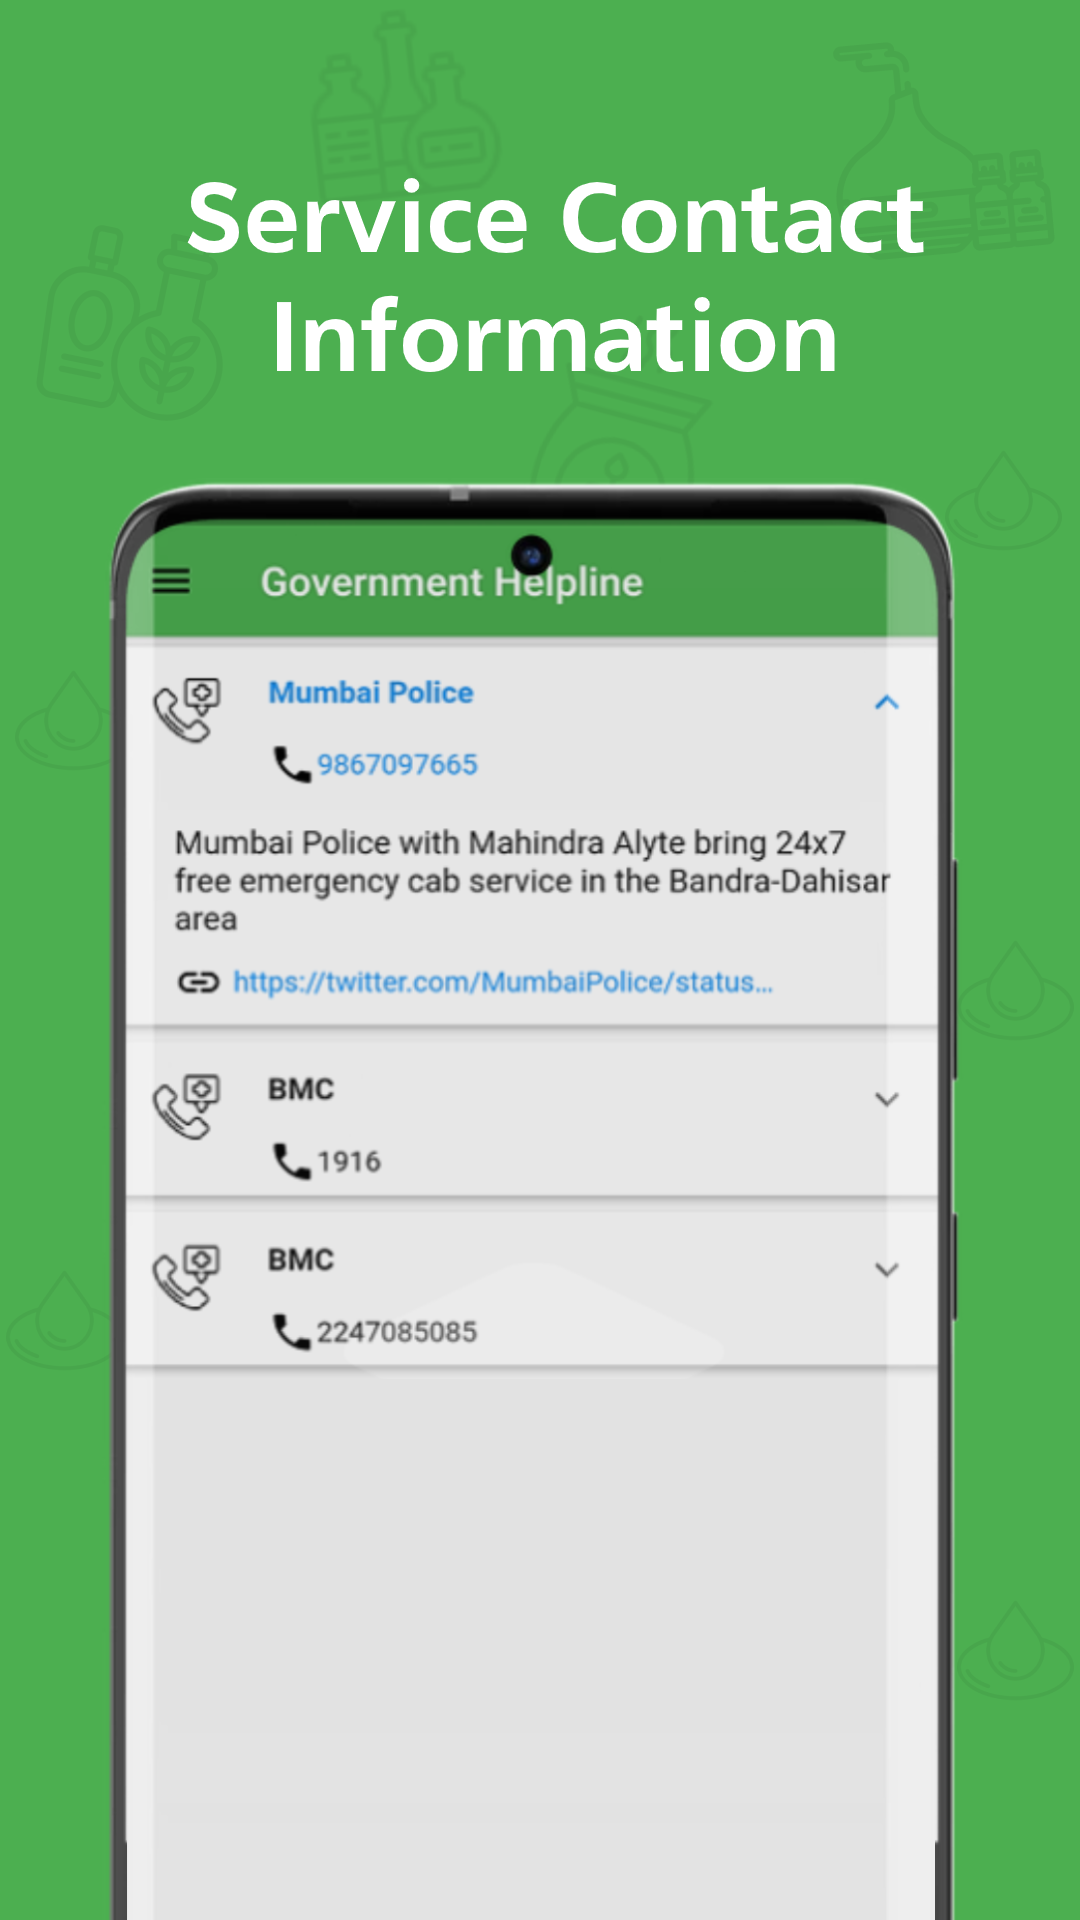 Service Contact
Information
Government Helpline
Mumbai Police
9867097665
Mumbai Police with Mahindra Alyte bring 24x7
free emergency cab service in the Bandra-Dahisar
area
https://twitter.com/MumbaiPolice/status...
BMC
1916
BMC
2247085085